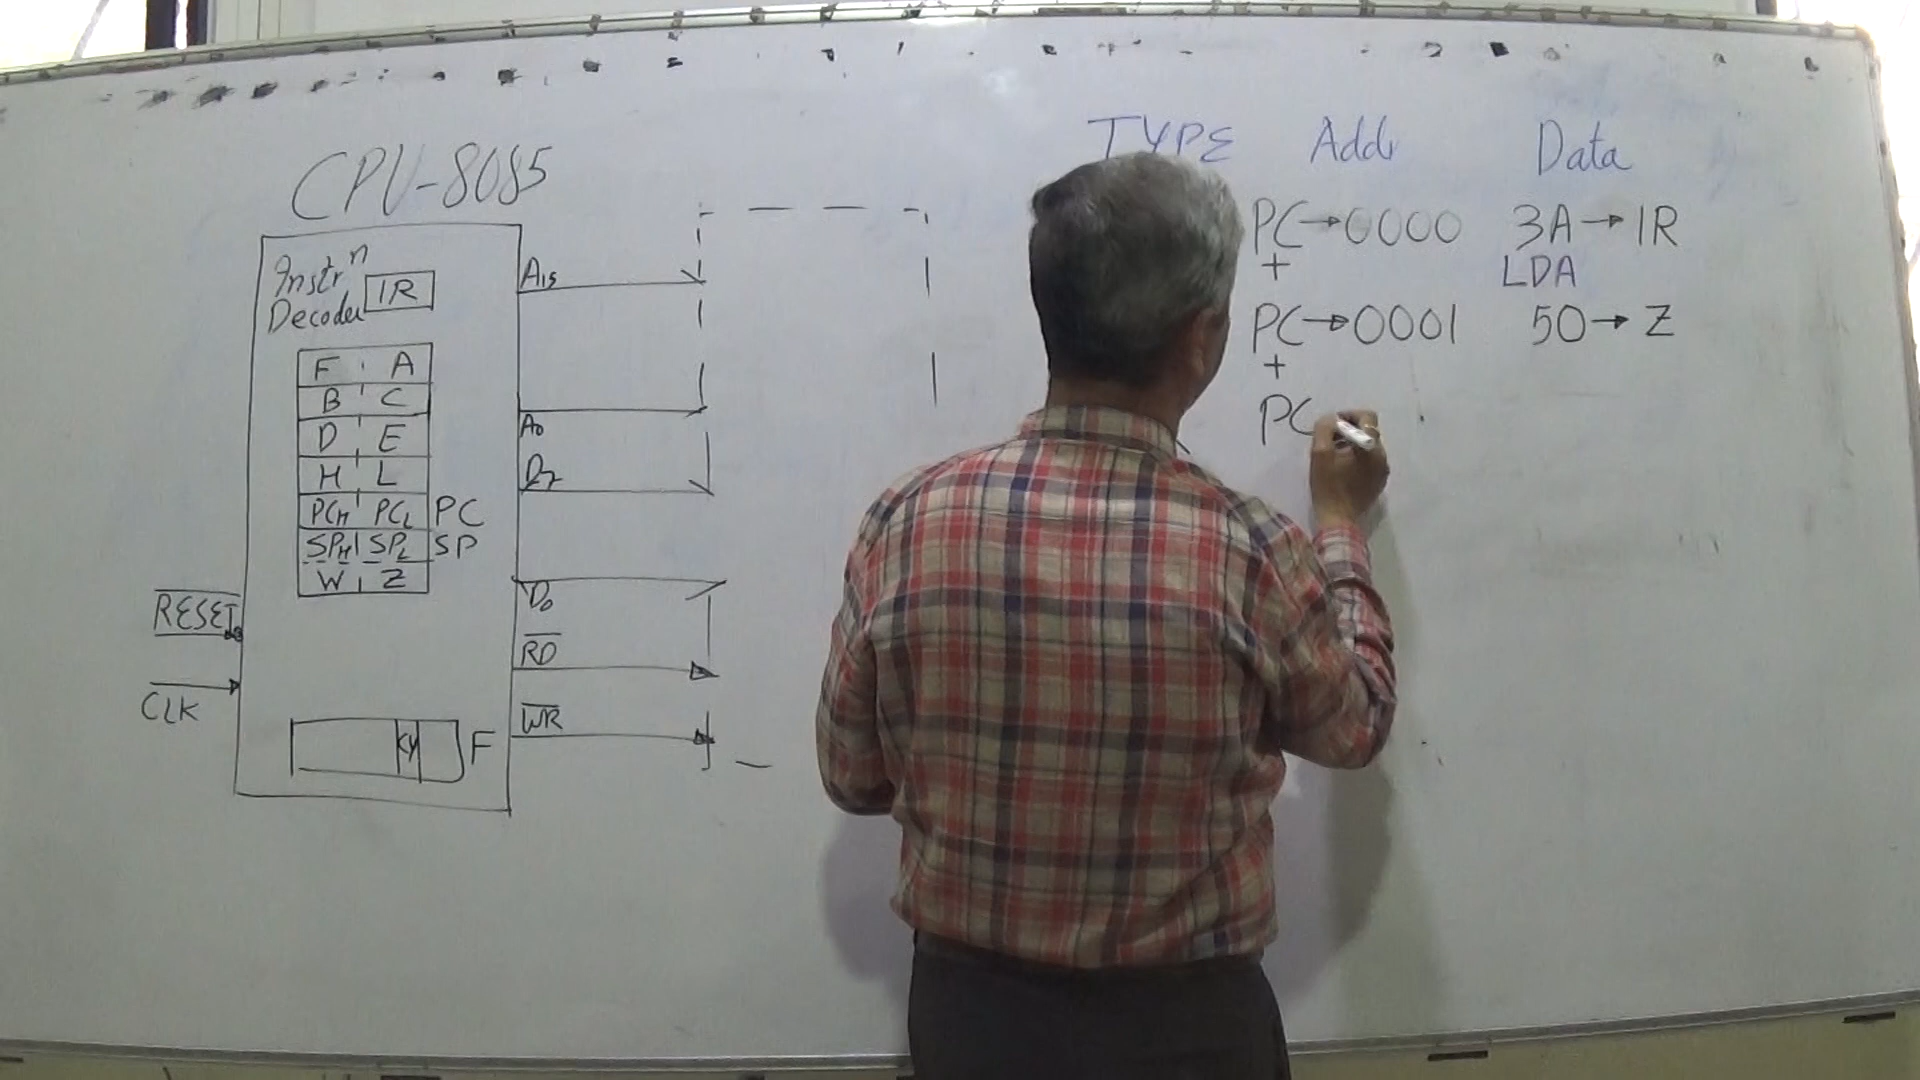 CPU-8085
Instrⁿ
Decoder
IR
F A
B C
D E
H L
PCH PCL PC
SPH SPL SP
W Z
RESET
CLK
CY F
A15
A0
D7
D0
RD
WR
TYPE Addr Data
PC→0000 3A→IR
+ LDA
PC→0001 50→Z
+
PC